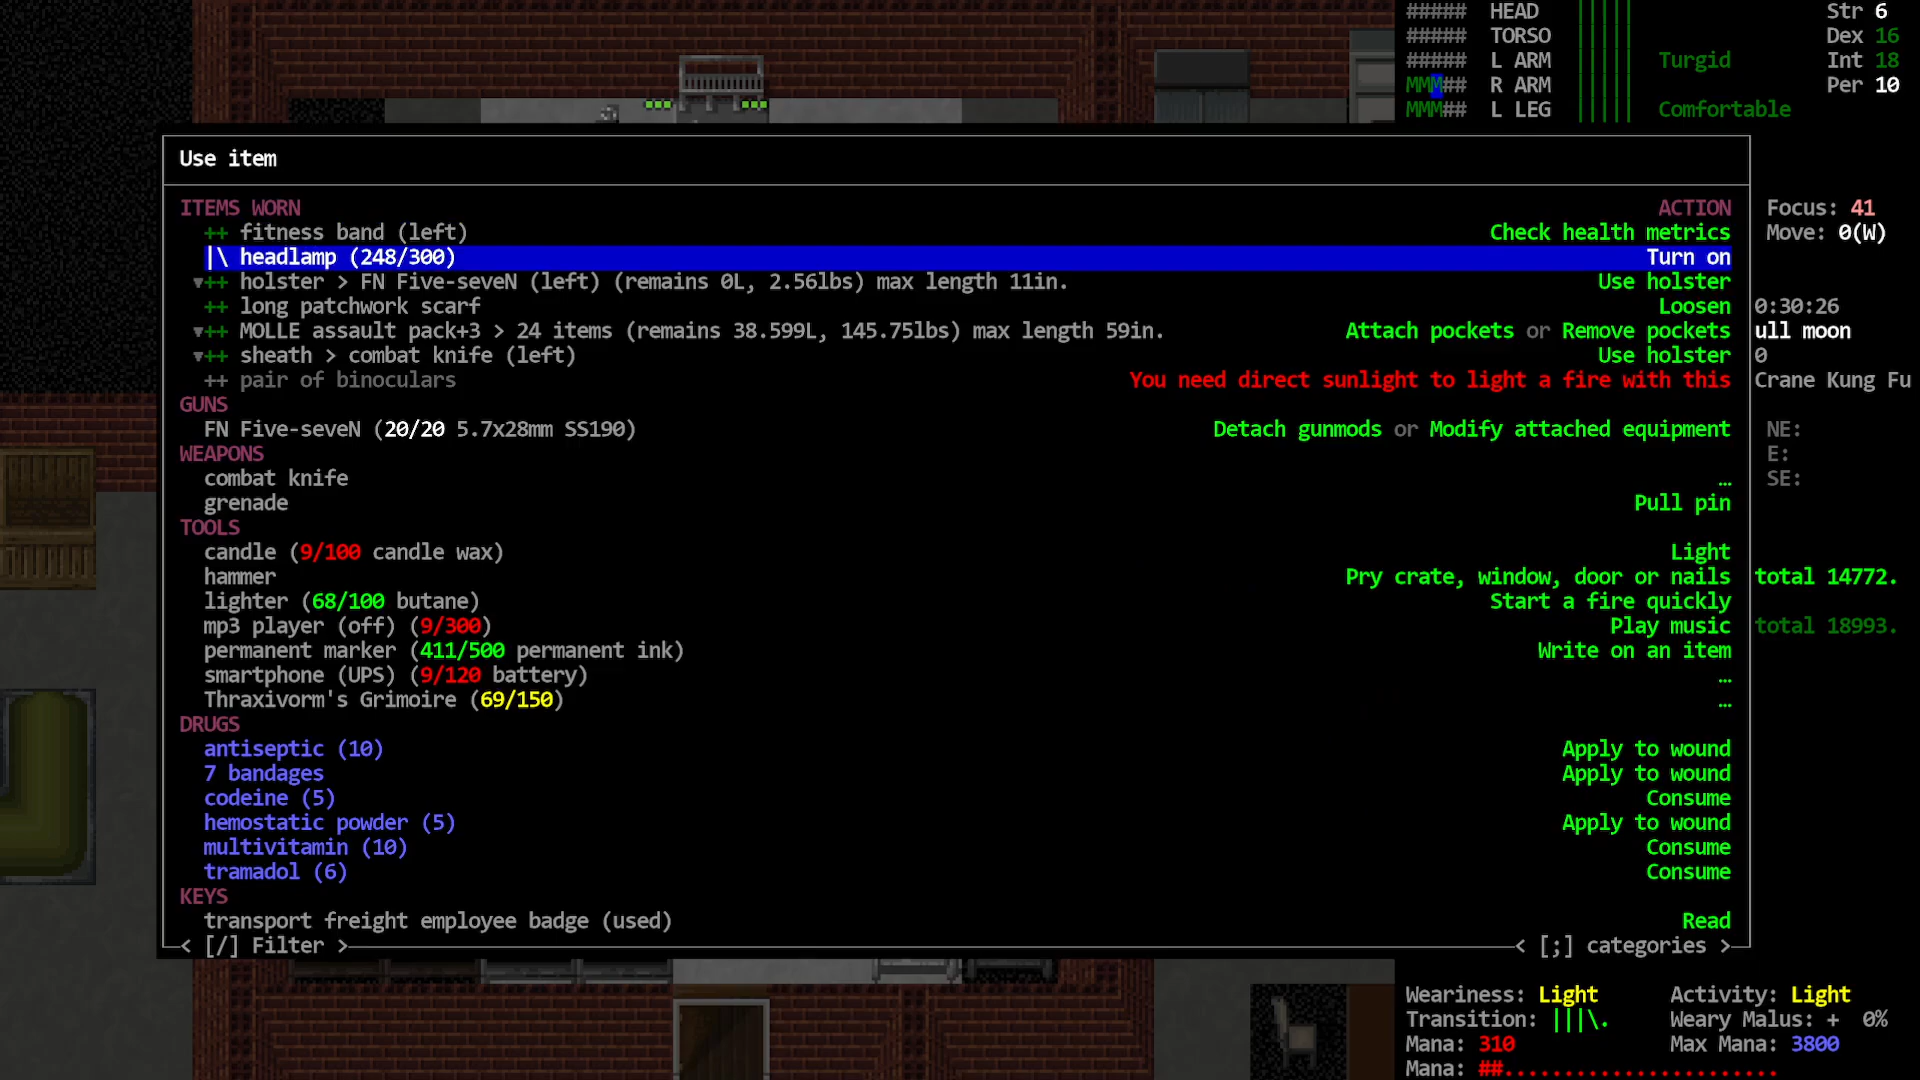 ##### HEAD ||||| Str 6
##### TORSO ||||| Dex 16
##### L ARM ||||| Turgid Int 18
MMM## R ARM ||||| Per 10
MMM## L LEG ||||| Comfortable
Use item
ITEMS WORN ACTION
++ fitness band (left) Check health metrics
|\ headlamp (248/300) Turn on
▼++ holster > FN Five-seveN (left) (remains 0L, 2.56lbs) max length 11in. Use holster
++ long patchwork scarf Loosen
▼++ MOLLE assault pack+3 > 24 items (remains 38.599L, 145.75lbs) max length 59in. Attach pockets or Remove pockets
▼++ sheath > combat knife (left) Use holster
++ pair of binoculars You need direct sunlight to light a fire with this
GUNS
FN Five-seveN (20/20 5.7x28mm SS190) Detach gunmods or Modify attached equipment
WEAPONS
combat knife …
grenade Pull pin
TOOLS
candle (9/100 candle wax) Light
hammer Pry crate, window, door or nails
lighter (68/100 butane) Start a fire quickly
mp3 player (off) (9/300) Play music
permanent marker (411/500 permanent ink) Write on an item
smartphone (UPS) (9/120 battery) …
Thraxivorm's Grimoire (69/150) …
DRUGS
antiseptic (10) Apply to wound
7 bandages Apply to wound
codeine (5) Consume
hemostatic powder (5) Apply to wound
multivitamin (10) Consume
tramadol (6) Consume
KEYS
transport freight employee badge (used) Read
< [/] Filter > < [;] categories >
Focus: 41
Move: 0(W)
0:30:26
ull moon
0
Crane Kung Fu
NE:
E:
SE:
total 14772.
total 18993.
Weariness: Light Activity: Light
Transition: |||\. Weary Malus: + 0%
Mana: 310 Max Mana: 3800
Mana: ##.......................